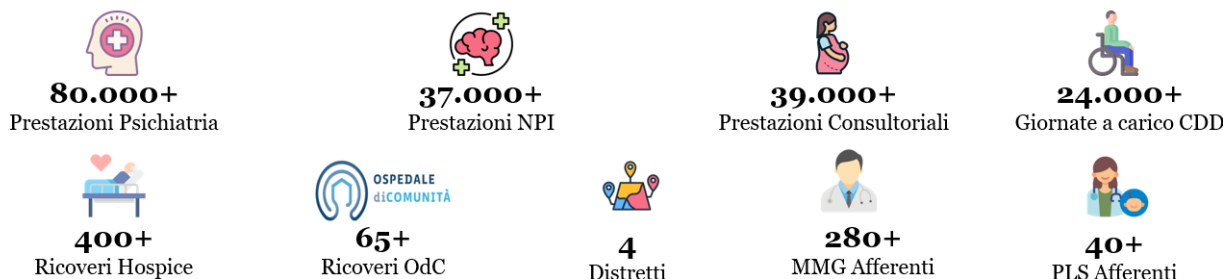 80.000+
Prestazioni Psichiatria
37.000+
Prestazioni NPI
39.000+
Prestazioni Consultoriali
24.000+
Giornate a carico CDD
400+
Ricoveri Hospice
OSPEDALE
diCOMUNITÀ
65+
Ricoveri OdC
4
Distretti
280+
MMG Afferenti
40+
PLS Afferenti